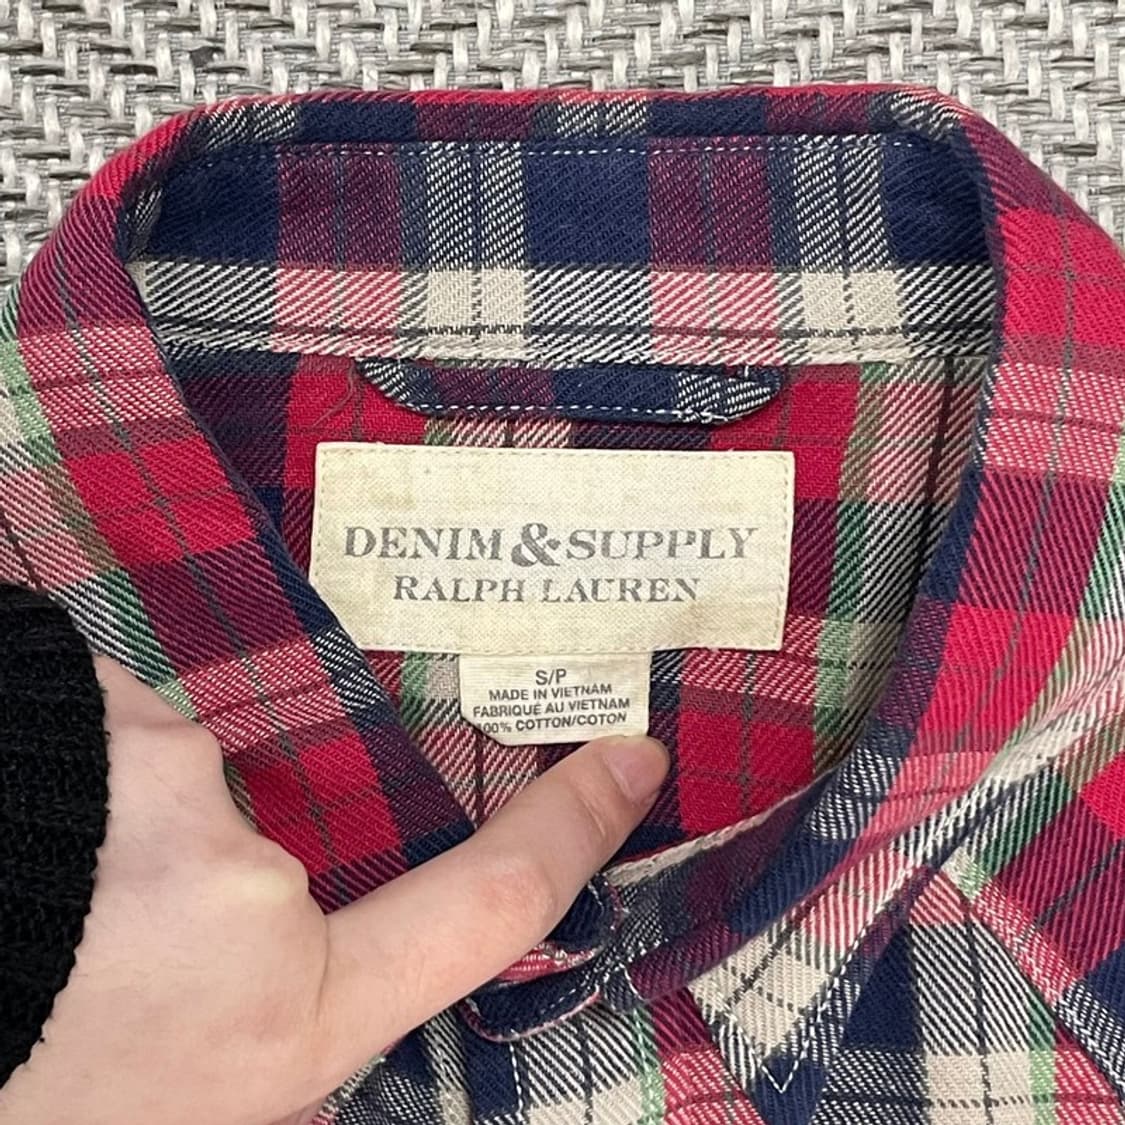 DENIM & SUPPLY
RALPH LAUREN
S/P
MADE IN VIETNAM
FABRIQUÉ AU VIETNAM
100% COTTON/COTON